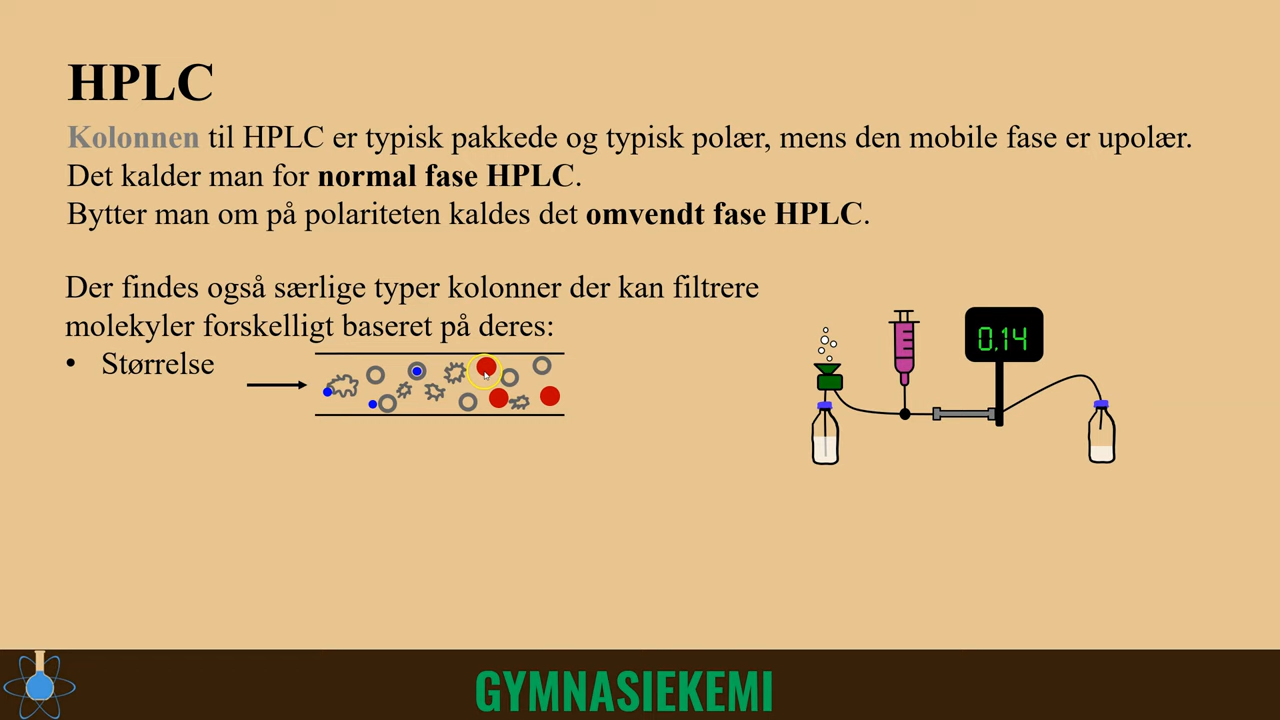 HPLC
Kolonnen til HPLC er typisk pakkede og typisk polær, mens den mobile fase er upolær.
Det kalder man for normal fase HPLC.
Bytter man om på polariteten kaldes det omvendt fase HPLC.
Der findes også særlige typer kolonner der kan filtrere
molekyler forskelligt baseret på deres:
• Størrelse
0.14
GYMNASIEKEMI